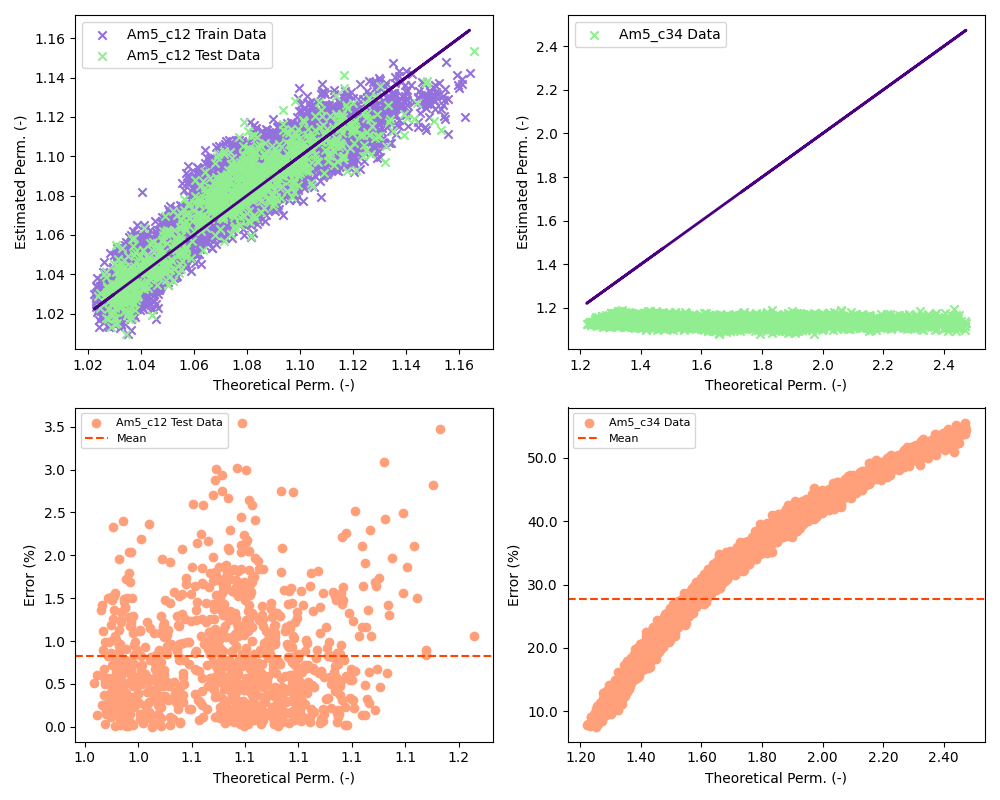 Am5_c12 Train Data
Am5_c12 Test Data
Estimated Perm. (-)
1.16
1.14
1.12
1.10
1.08
1.06
1.04
1.02
1.02 1.04 1.06 1.08 1.10 1.12 1.14 1.16
Theoretical Perm. (-)
Am5_c34 Data
Estimated Perm. (-)
2.4
2.2
2.0
1.8
1.6
1.4
1.2
1.2 1.4 1.6 1.8 2.0 2.2 2.4
Theoretical Perm. (-)
Am5_c12 Test Data
Mean
Error (%)
3.5
3.0
2.5
2.0
1.5
1.0
0.5
0.0
1.0 1.0 1.1 1.1 1.1 1.1 1.1 1.2
Theoretical Perm. (-)
Am5_c34 Data
Mean
Error (%)
50.0
40.0
30.0
20.0
10.0
1.20 1.40 1.60 1.80 2.00 2.20 2.40
Theoretical Perm. (-)